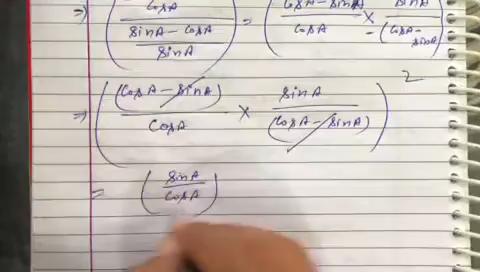 ⇒) ( cosA / ((sinA - cosA) / sinA) ) = ( (cosA - sinA) / cosA × sinA / -(cosA - sinA) )
⇒ ( (cosA - sinA) / cosA × sinA / (cosA - sinA) )²
= ( sinA / cosA )